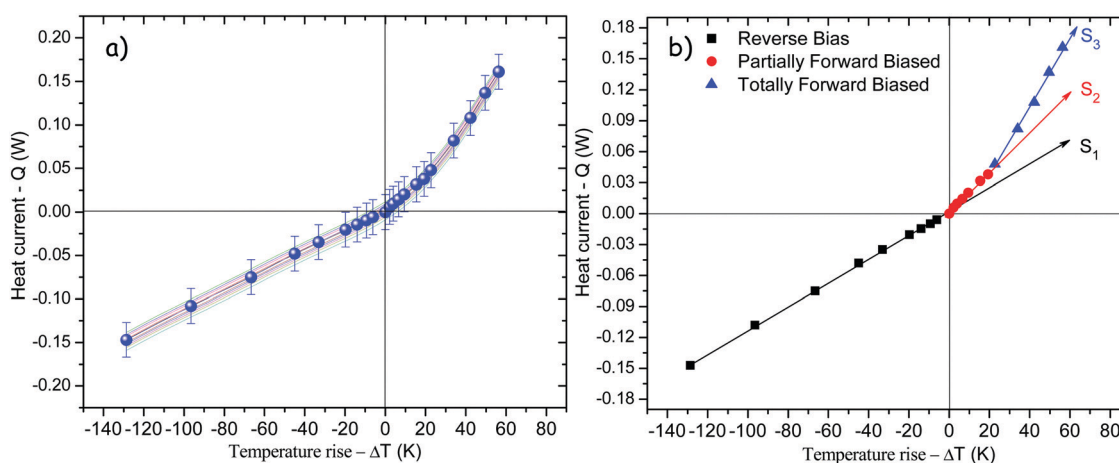 a)
Heat current - Q (W)
0.20
0.15
0.10
0.05
0.00
-0.05
-0.10
-0.15
-0.20
-140 -120 -100 -80 -60 -40 -20 0 20 40 60 80
Temperature rise – ΔT (K)
b)
Reverse Bias
Partially Forward Biased
Totally Forward Biased
S3
S2
S1
Heat current - Q (W)
0.18
0.15
0.12
0.09
0.06
0.03
0.00
-0.03
-0.06
-0.09
-0.12
-0.15
-0.18
-140 -120 -100 -80 -60 -40 -20 0 20 40 60 80
Temperature rise – ΔT (K)